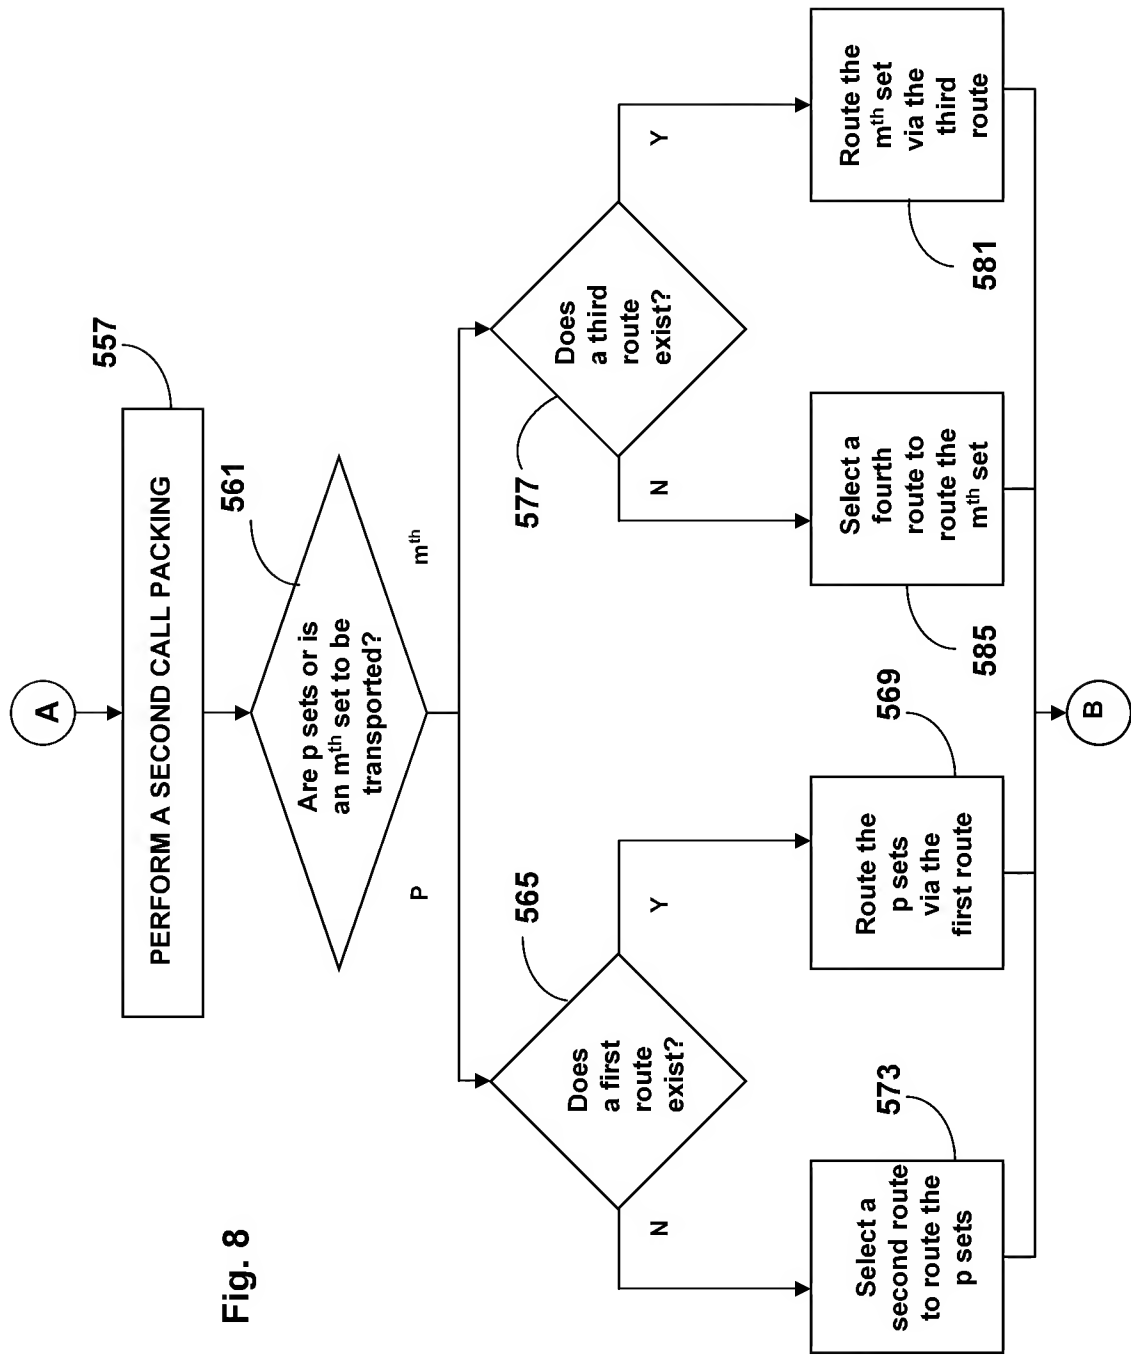 A
557
PERFORM A SECOND CALL PACKING
561
Are p sets or is
an mth set to be
transported?
P
mth
565
Does
a first
route
exist?
N
Y
577
Does
a third
route
exist?
N
Y
573
Select a
second route
to route the
p sets
569
Route the
p sets
via the
first route
585
Select a
fourth
route to
route the
mth set
581
Route the
mth set
via the
third
route
B
Fig. 8